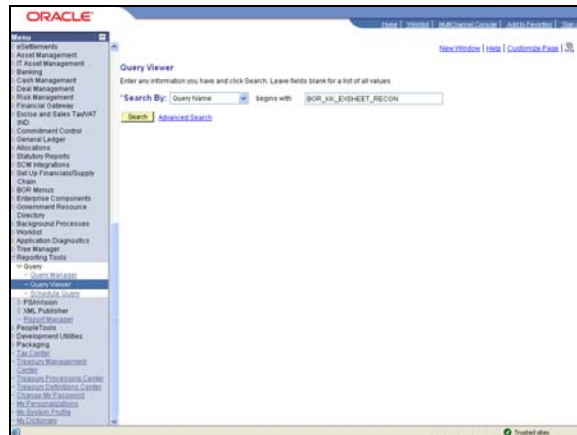 ORACLE
Home | Worklist | MultiChannel Console | Add to Favorites | Sign
Menu
eSettlements
Asset Management
IT Asset Management
Banking
Cash Management
Deal Management
Risk Management
Financial Gateway
Excise and Sales Tax/VAT
IND
Commitment Control
General Ledger
Allocations
Statutory Reports
SCM Integrations
Set Up Financials/Supply
Chain
BOR Menus
Enterprise Components
Government Resource
Directory
Background Processes
Worklist
Application Diagnostics
Tree Manager
Reporting Tools
Query
Query Manager
Query Viewer
Schedule Query
PS/nVision
XML Publisher
Report Manager
PeopleTools
Development Utilities
Packaging
Tax Center
Treasury Management
Center
Treasury Processing Center
Treasury Definitions Center
Change My Password
My Personalizations
My System Profile
My Dictionary
New Window | Help | Customize Page |
Query Viewer
Enter any information you have and click Search. Leave fields blank for a list of all values.
*Search By: Query Name begins with BOR_KK_EXSHEET_RECON
Search Advanced Search
Trusted sites